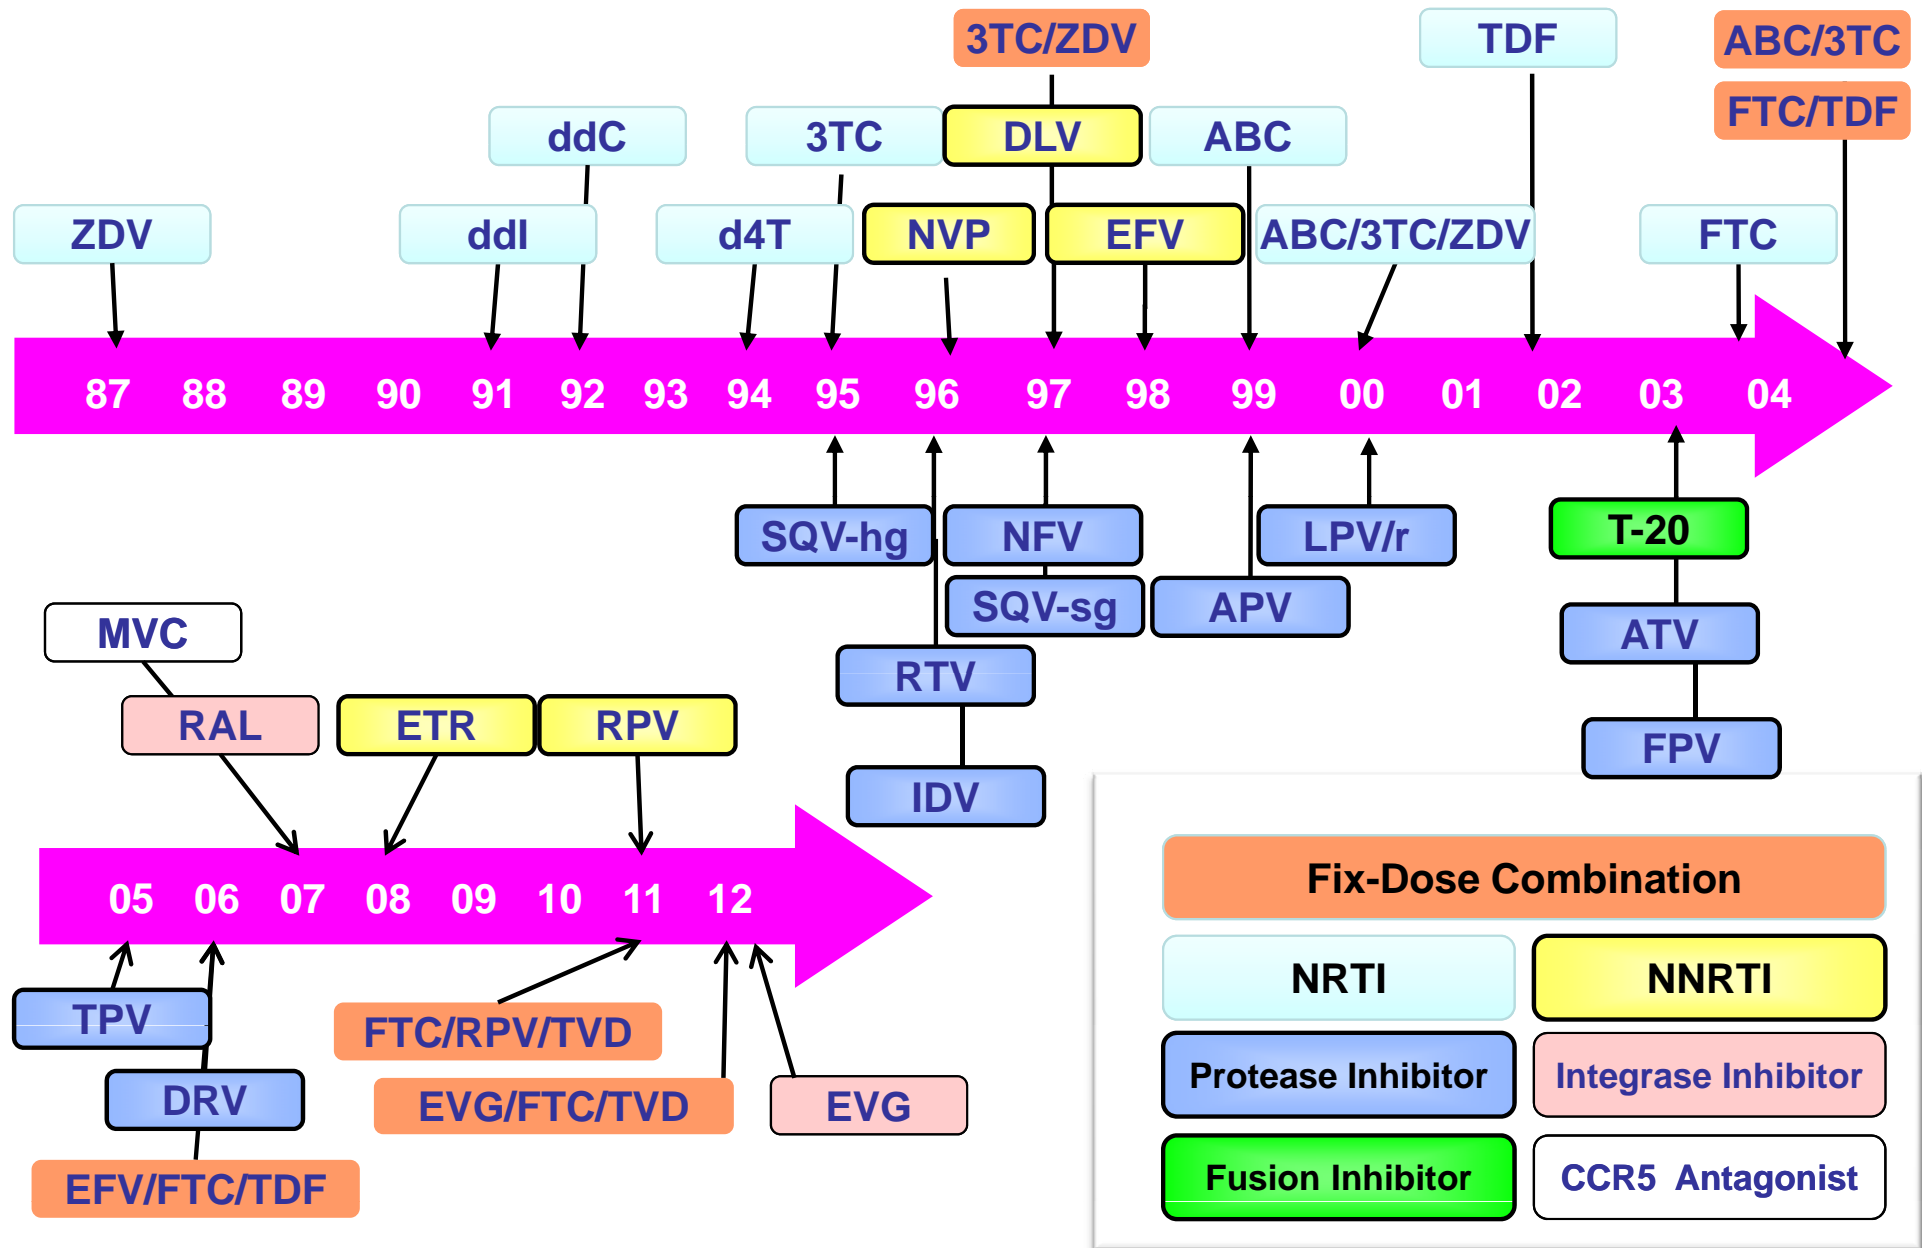 3TC/ZDV
TDF
ABC/3TC
FTC/TDF
ddC
3TC
DLV
ABC
ZDV
ddI
d4T
NVP
EFV
ABC/3TC/ZDV
FTC
87 88 89 90 91 92 93 94 95 96 97 98 99 00 01 02 03 04
SQV-hg
NFV
LPV/r
T-20
SQV-sg
APV
ATV
RTV
FPV
IDV
MVC
RAL
ETR
RPV
05 06 07 08 09 10 11 12
TPV
FTC/RPV/TVD
DRV
EVG/FTC/TVD
EVG
EFV/FTC/TDF
Fix-Dose Combination
NRTI
NNRTI
Protease Inhibitor
Integrase Inhibitor
Fusion Inhibitor
CCR5 Antagonist